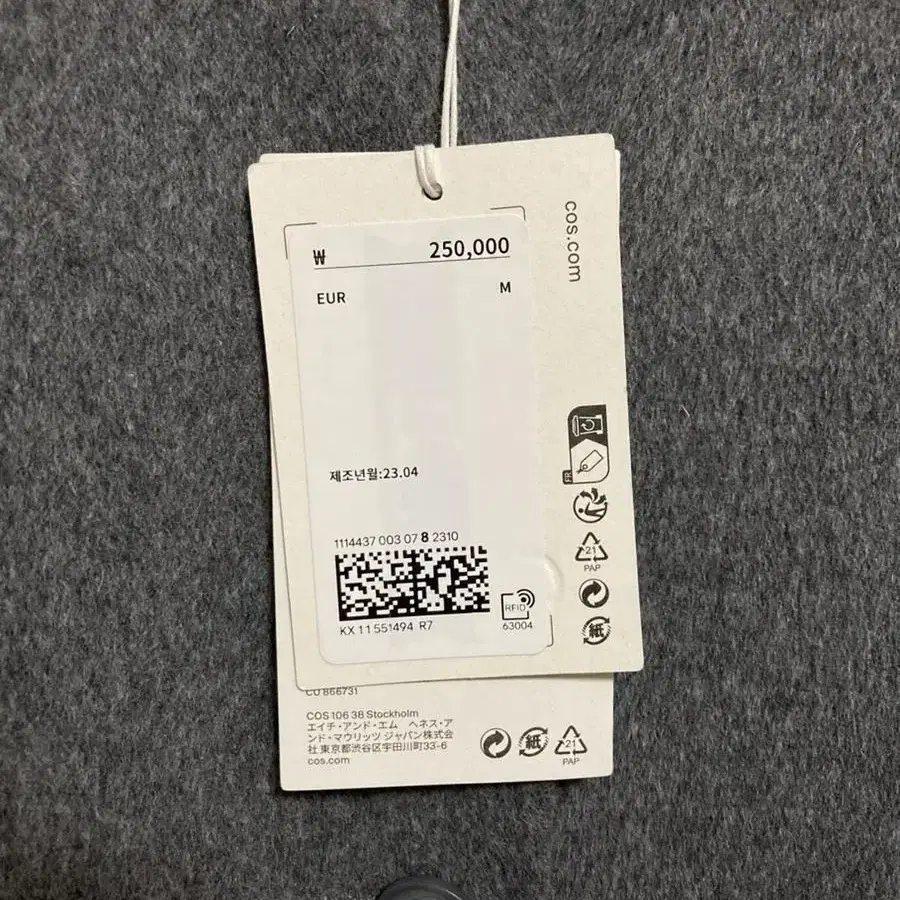 ₩ 250,000
EUR M
제조년월:23.04
1114437 003 07 8 2310
KX 11 551494 R7
RFID
63004
cos.com
FR
21
PAP
紙
CO 866731
COS 106 38 Stockholm
エイチ・アンド・エム ヘネス・ア
ンド・マウリッツ ジャパン株式会
社 東京都渋谷区宇田川町33-6
cos.com
紙
21
PAP